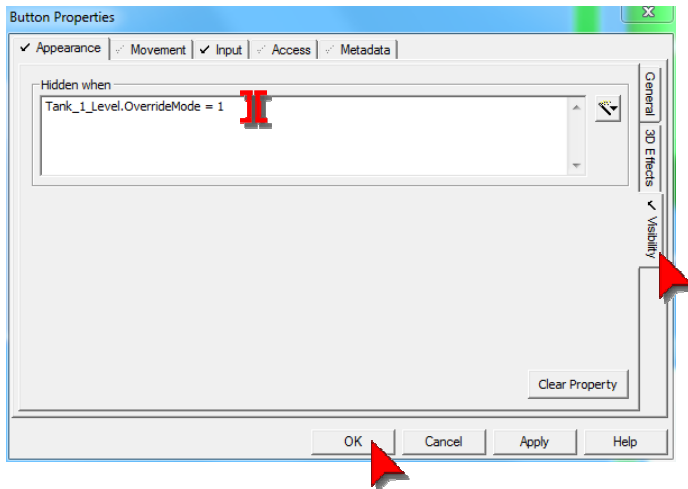 Button Properties
Appearance Movement Input Access Metadata
Hidden when
Tank_1_Level.OverrideMode = 1
General
3D Effects
Visibility
Clear Property
OK Cancel Apply Help